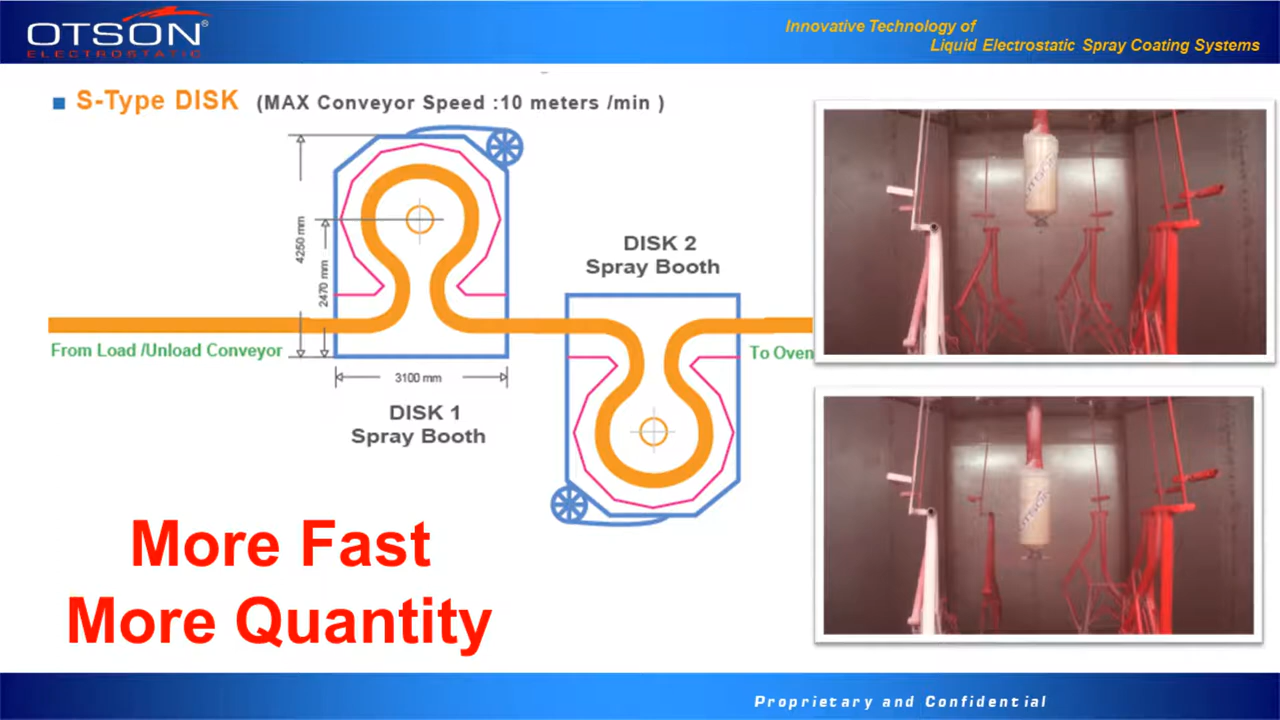 OTSON®
ELECTROSTATIC
Innovative Technology of
Liquid Electrostatic Spray Coating Systems
S-Type DISK (MAX Conveyor Speed :10 meters /min )
4250 mm
2470 mm
DISK 2
Spray Booth
From Load /Unload Conveyor
To Oven
3100 mm
DISK 1
Spray Booth
OTSON
OTSON
More Fast
More Quantity
Proprietary and Confidential